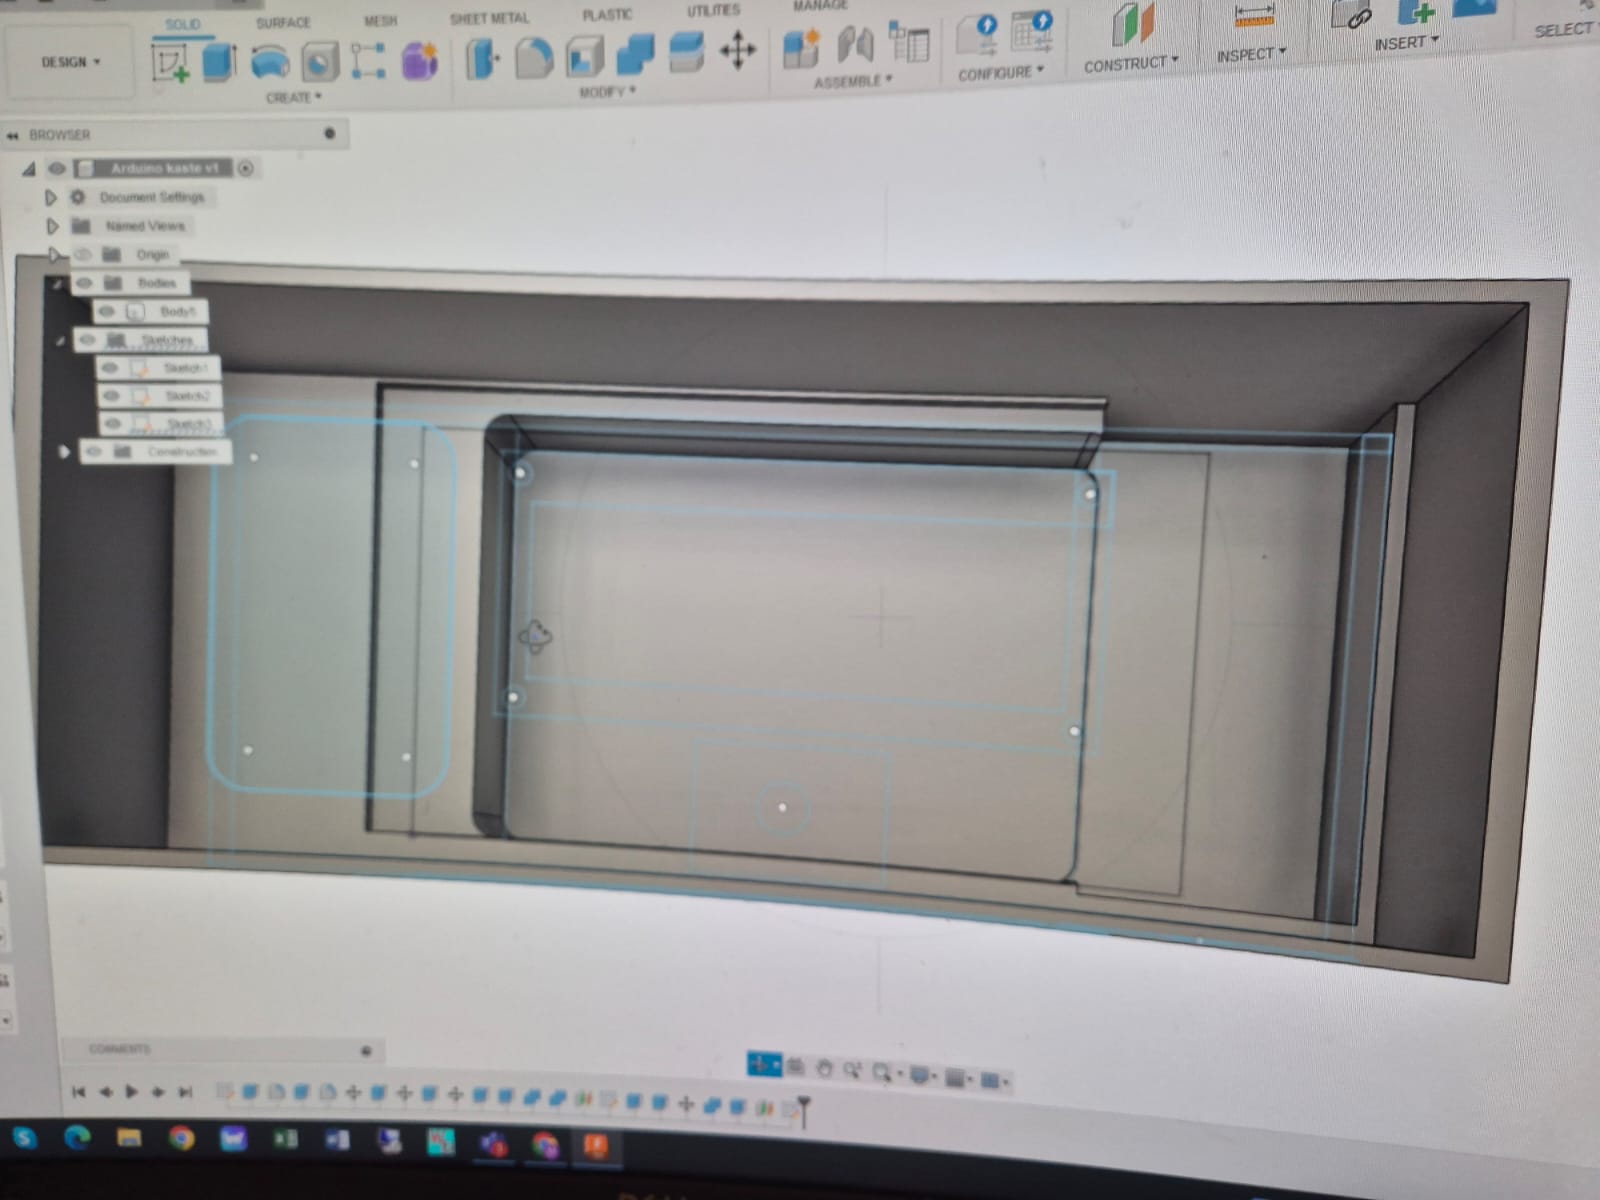 SOLID SURFACE MESH SHEET METAL PLASTIC UTILITIES MANAGE
DESIGN
CREATE MODIFY ASSEMBLE CONFIGURE CONSTRUCT INSPECT INSERT SELECT
BROWSER
Arduino kaste v1
Document Settings
Named Views
Origin
Bodies
Body5
Sketches
Sketch1
Sketch2
Sketch3
Construction
COMMENTS